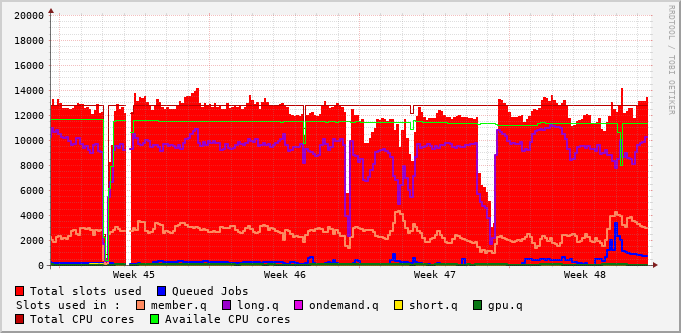 RRDTOOL / TOBI OETIKER
20000
18000
16000
14000
12000
10000
8000
6000
4000
2000
0
Week 45 Week 46 Week 47 Week 48
Total slots used Queued Jobs
Slots used in : member.q long.q ondemand.q short.q gpu.q
Total CPU cores Availale CPU cores